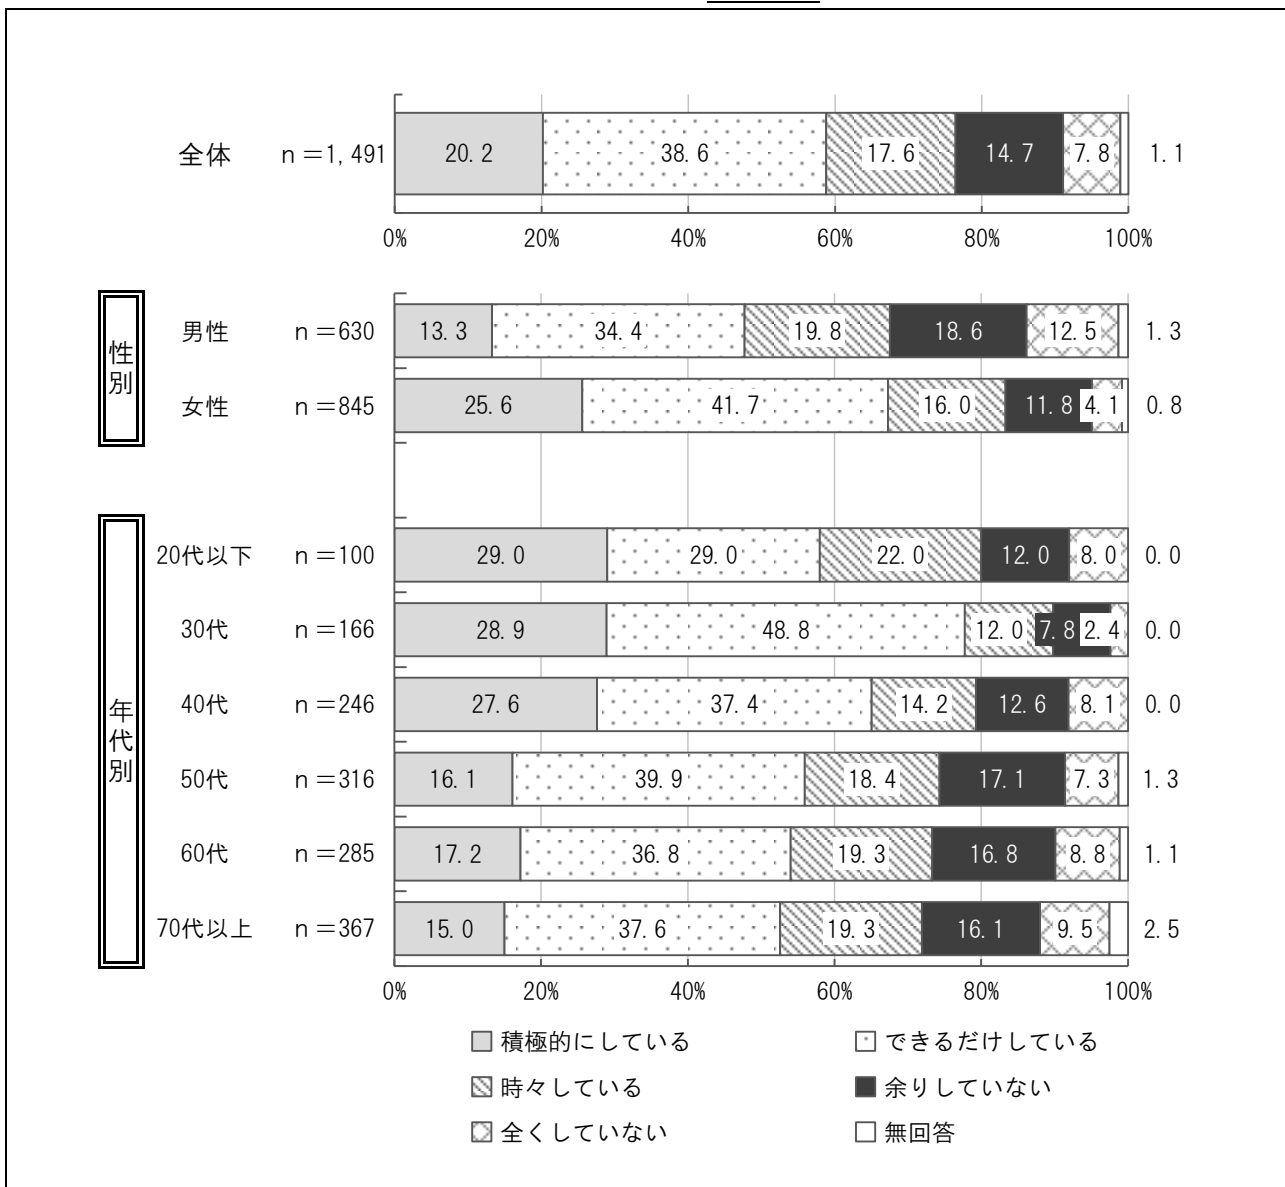 全体 n=1,491 20.2 38.6 17.6 14.7 7.8 1.1
0% 20% 40% 60% 80% 100%
性別
男性 n=630 13.3 34.4 19.8 18.6 12.5 1.3
女性 n=845 25.6 41.7 16.0 11.8 4.1 0.8
年代別
20代以下 n=100 29.0 29.0 22.0 12.0 8.0 0.0
30代 n=166 28.9 48.8 12.0 7.8 2.4 0.0
40代 n=246 27.6 37.4 14.2 12.6 8.1 0.0
50代 n=316 16.1 39.9 18.4 17.1 7.3 1.3
60代 n=285 17.2 36.8 19.3 16.8 8.8 1.1
70代以上 n=367 15.0 37.6 19.3 16.1 9.5 2.5
0% 20% 40% 60% 80% 100%
積極的にしている できるだけしている
時々している 余りしていない
全くしていない 無回答